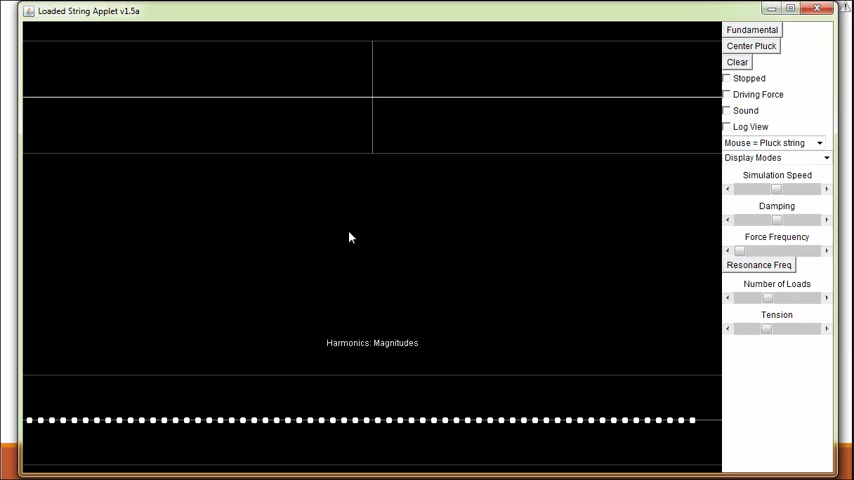 Loaded String Applet v1.5a
Fundamental
Center Pluck
Clear
Stopped
Driving Force
Sound
Log View
Mouse = Pluck string
Display Modes
Simulation Speed
Damping
Force Frequency
Resonance Freq
Number of Loads
Tension
Harmonics: Magnitudes